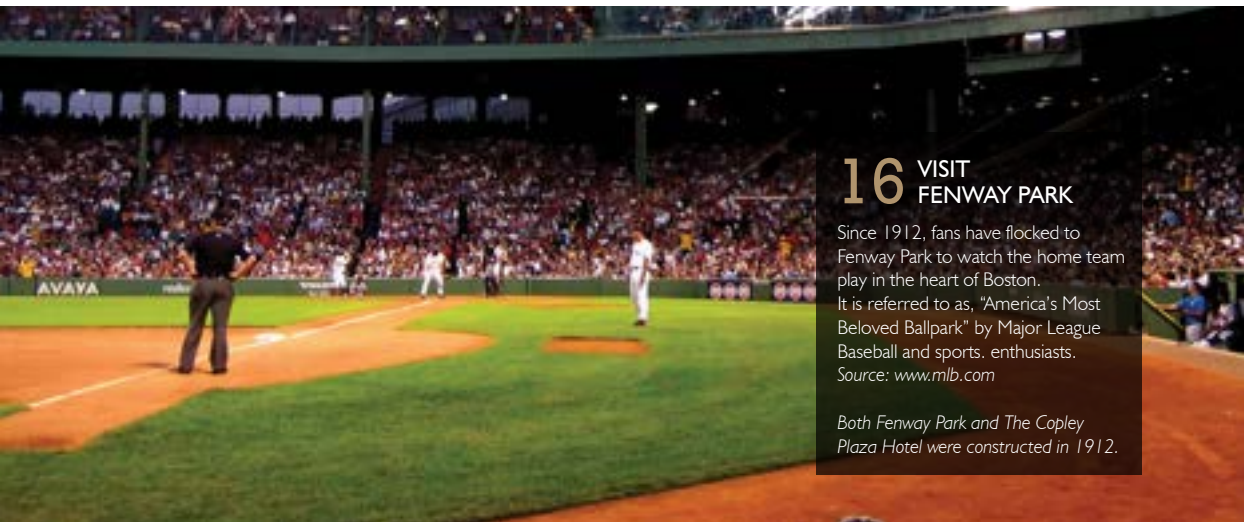 16 VISIT
FENWAY PARK
Since 1912, fans have flocked to
Fenway Park to watch the home team
play in the heart of Boston.
It is referred to as, “America’s Most
Beloved Ballpark” by Major League
Baseball and sports. enthusiasts.
Source: www.mlb.com
Both Fenway Park and The Copley
Plaza Hotel were constructed in 1912.
AVAYA